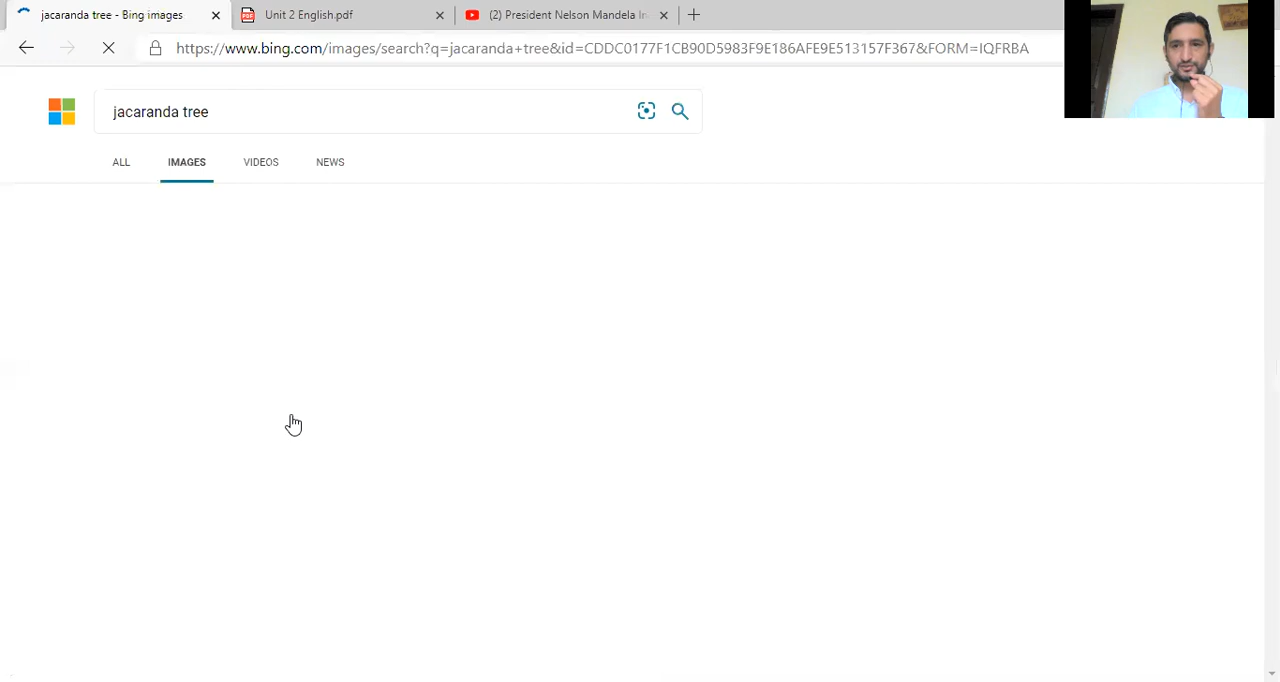 jacaranda tree - Bing images
Unit 2 English.pdf
(2) President Nelson Mandela In
https://www.bing.com/images/search?q=jacaranda+tree&id=CDDC0177F1CB90D5983F9E186AFE9E513157F367&FORM=IQFRBA
jacaranda tree
ALL IMAGES VIDEOS NEWS